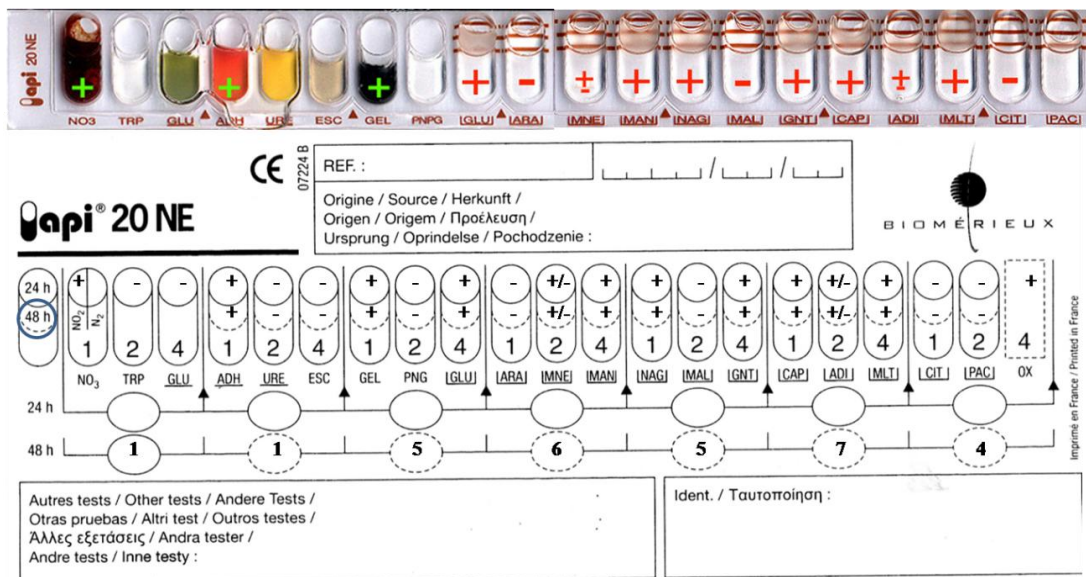 api 20 NE
+ + + + - ± + + - + + ± + -
NO3 TRP GLU ADH URE ESC GEL PNPG |GLU| |ARA| |MNE| |MAN| |NAG| |MAL| |GNT| |CAP| |ADI| |MLT| |CIT| |PAC|
CE
07224 B
REF. :
/ /
Origine / Source / Herkunft /
Origen / Origem / Προέλευση /
Ursprung / Oprindelse / Pochodzenie :
api® 20 NE
BIOMÉRIEUX
24 h + - - + - - + - + - +/- + + - + + +/- + - - +
48 h NO2 N2 + - - + - + - +/- + + - + + +/- + - -
1 2 4 1 2 4 1 2 4 1 2 4 1 2 4 1 2 4 1 2 4
NO3 TRP GLU ADH URE ESC GEL PNG |GLU| |ARA| |MNE| |MAN| |NAG| |MAL| |GNT| |CAP| |ADI| |MLT| |CIT| |PAC| OX
24 h
48 h 1 1 5 6 5 7 4
Imprimé en France / Printed in France
Autres tests / Other tests / Andere Tests /
Otras pruebas / Altri test / Outros testes /
Άλλες εξετάσεις / Andra tester /
Andre tests / Inne testy :
Ident. / Ταυτοποίηση :